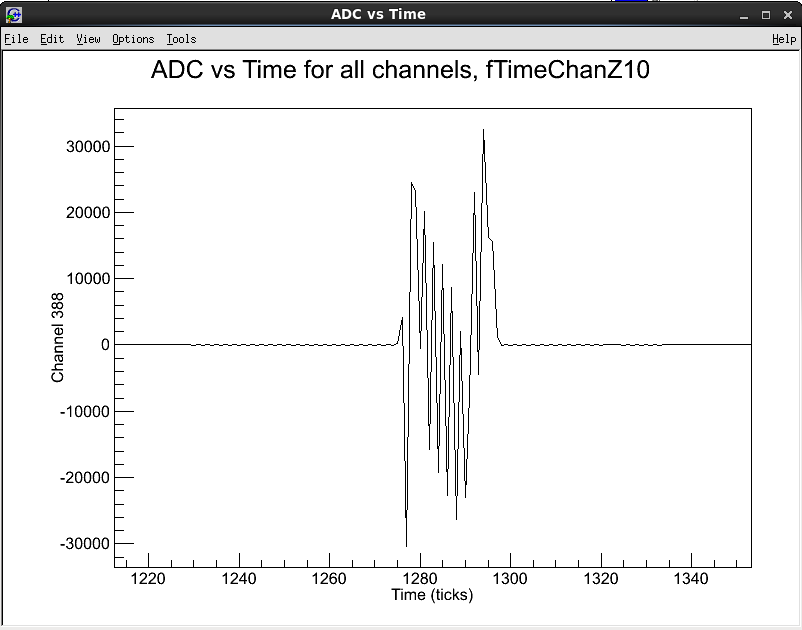 ADC vs Time
File Edit View Options Tools Help
ADC vs Time for all channels, fTimeChanZ10
30000
20000
10000
0
-10000
-20000
-30000
Channel 388
1220 1240 1260 1280 1300 1320 1340
Time (ticks)